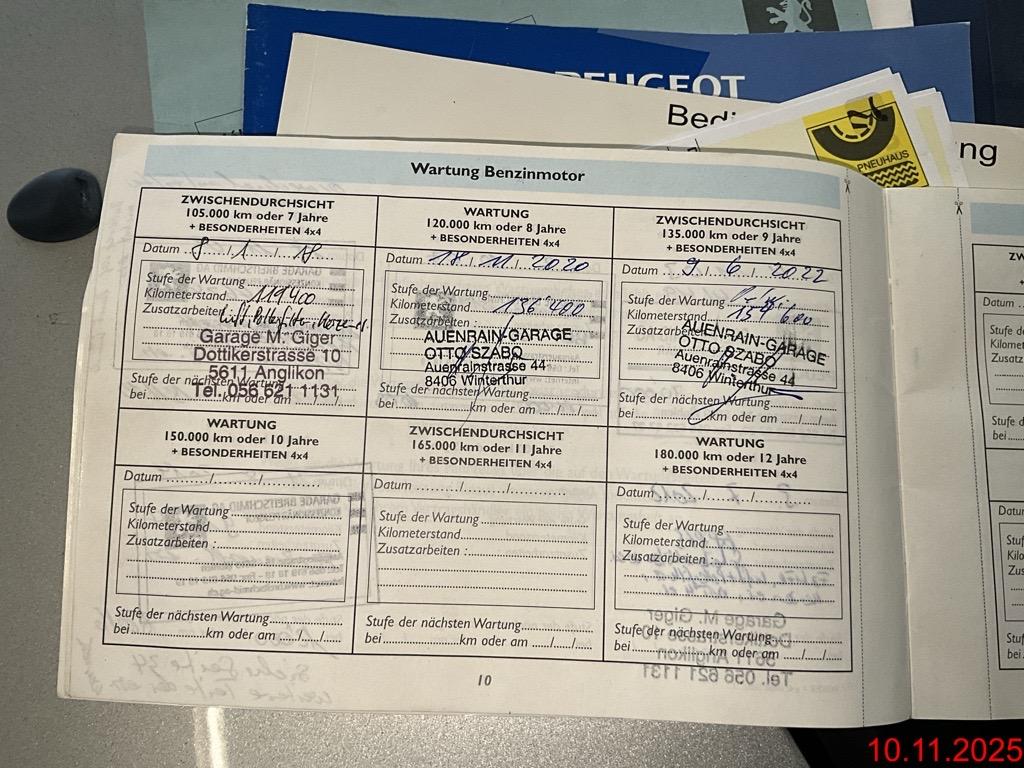 PEUGEOT
Bedi
ng
PNEUHAUS
Wartung Benzinmotor
ZWISCHENDURCHSICHT
105.000 km oder 7 Jahre
+ BESONDERHEITEN 4x4
Datum . 8 / 1 / 18
Stufe der Wartung
Kilometerstand 119400
Zusatzarbeiten
Garage M. Giger
Dottikerstrasse 10
5611 Anglikon
Tel. 056 621 1131
Stufe der nächsten Wartung
bei km oder am ..../..../....
WARTUNG
120.000 km oder 8 Jahre
+ BESONDERHEITEN 4x4
Datum 18 / 11 / 2020
Stufe der Wartung
Kilometerstand 136'400
Zusatzarbeiten :
AUENRAIN-GARAGE
OTTO SZABO
Auenrainstrasse 44
8406 Winterthur
Stufe der nächsten Wartung
bei km oder am ..../..../....
ZWISCHENDURCHSICHT
135.000 km oder 9 Jahre
+ BESONDERHEITEN 4x4
Datum 9 / 6 / 2022
Stufe der Wartung
Kilometerstand
Zusatzarbeiten
AUENRAIN-GARAGE
OTTO SZABO
Auenrainstrasse 44
8406 Winterthur
Stufe der nächsten Wartung
bei km oder am ..../..../....
WARTUNG
150.000 km oder 10 Jahre
+ BESONDERHEITEN 4x4
Datum ......../......./............
Stufe der Wartung
Kilometerstand
Zusatzarbeiten :
Stufe der nächsten Wartung
bei km oder am ..../..../....
ZWISCHENDURCHSICHT
165.000 km oder 11 Jahre
+ BESONDERHEITEN 4x4
Datum ......../......./............
Stufe der Wartung
Kilometerstand
Zusatzarbeiten :
Stufe der nächsten Wartung
bei km oder am ..../..../....
WARTUNG
180.000 km oder 12 Jahre
+ BESONDERHEITEN 4x4
Datum ......../......./............
Stufe der Wartung
Kilometerstand
Zusatzarbeiten :
Stufe der nächsten Wartung
bei km oder am ..../..../....
10
10.11.2025